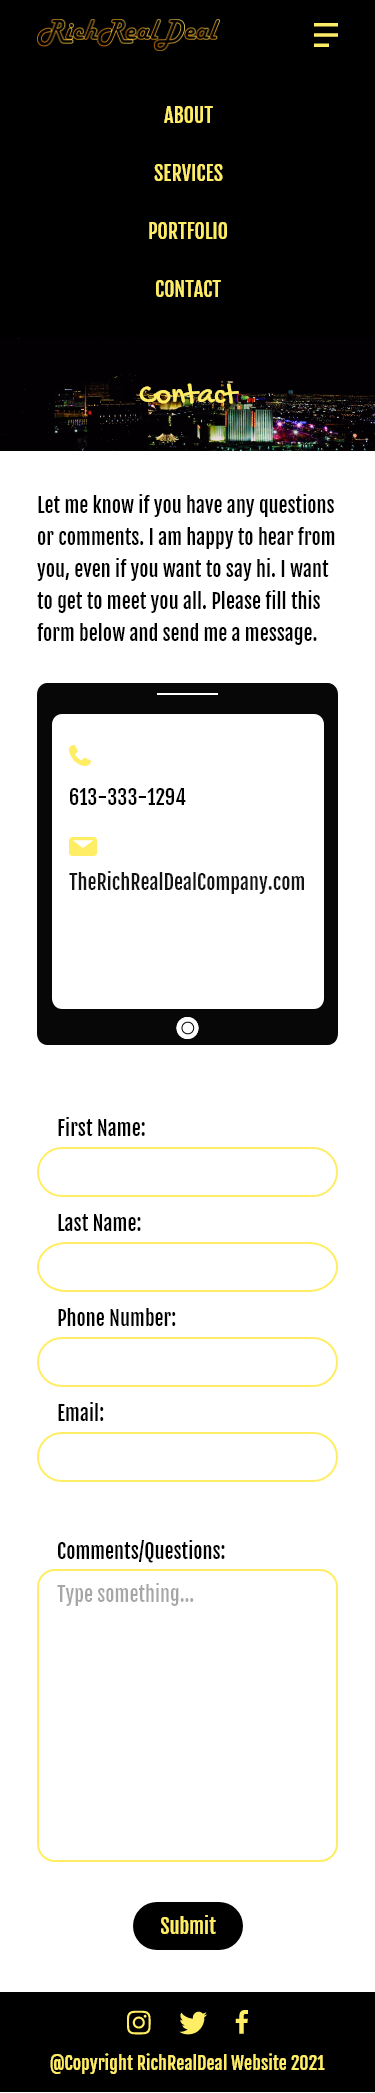 RichRealDeal
ABOUT
SERVICES
PORTFOLIO
CONTACT
Contact
Let me know if you have any questions
or comments. I am happy to hear from
you, even if you want to say hi. I want
to get to meet you all. Please fill this
form below and send me a message.
613-333-1294
TheRichRealDealCompany.com
First Name:
Last Name:
Phone Number:
Email:
Comments/Questions:
Type something...
Submit
@Copyright RichRealDeal Website 2021